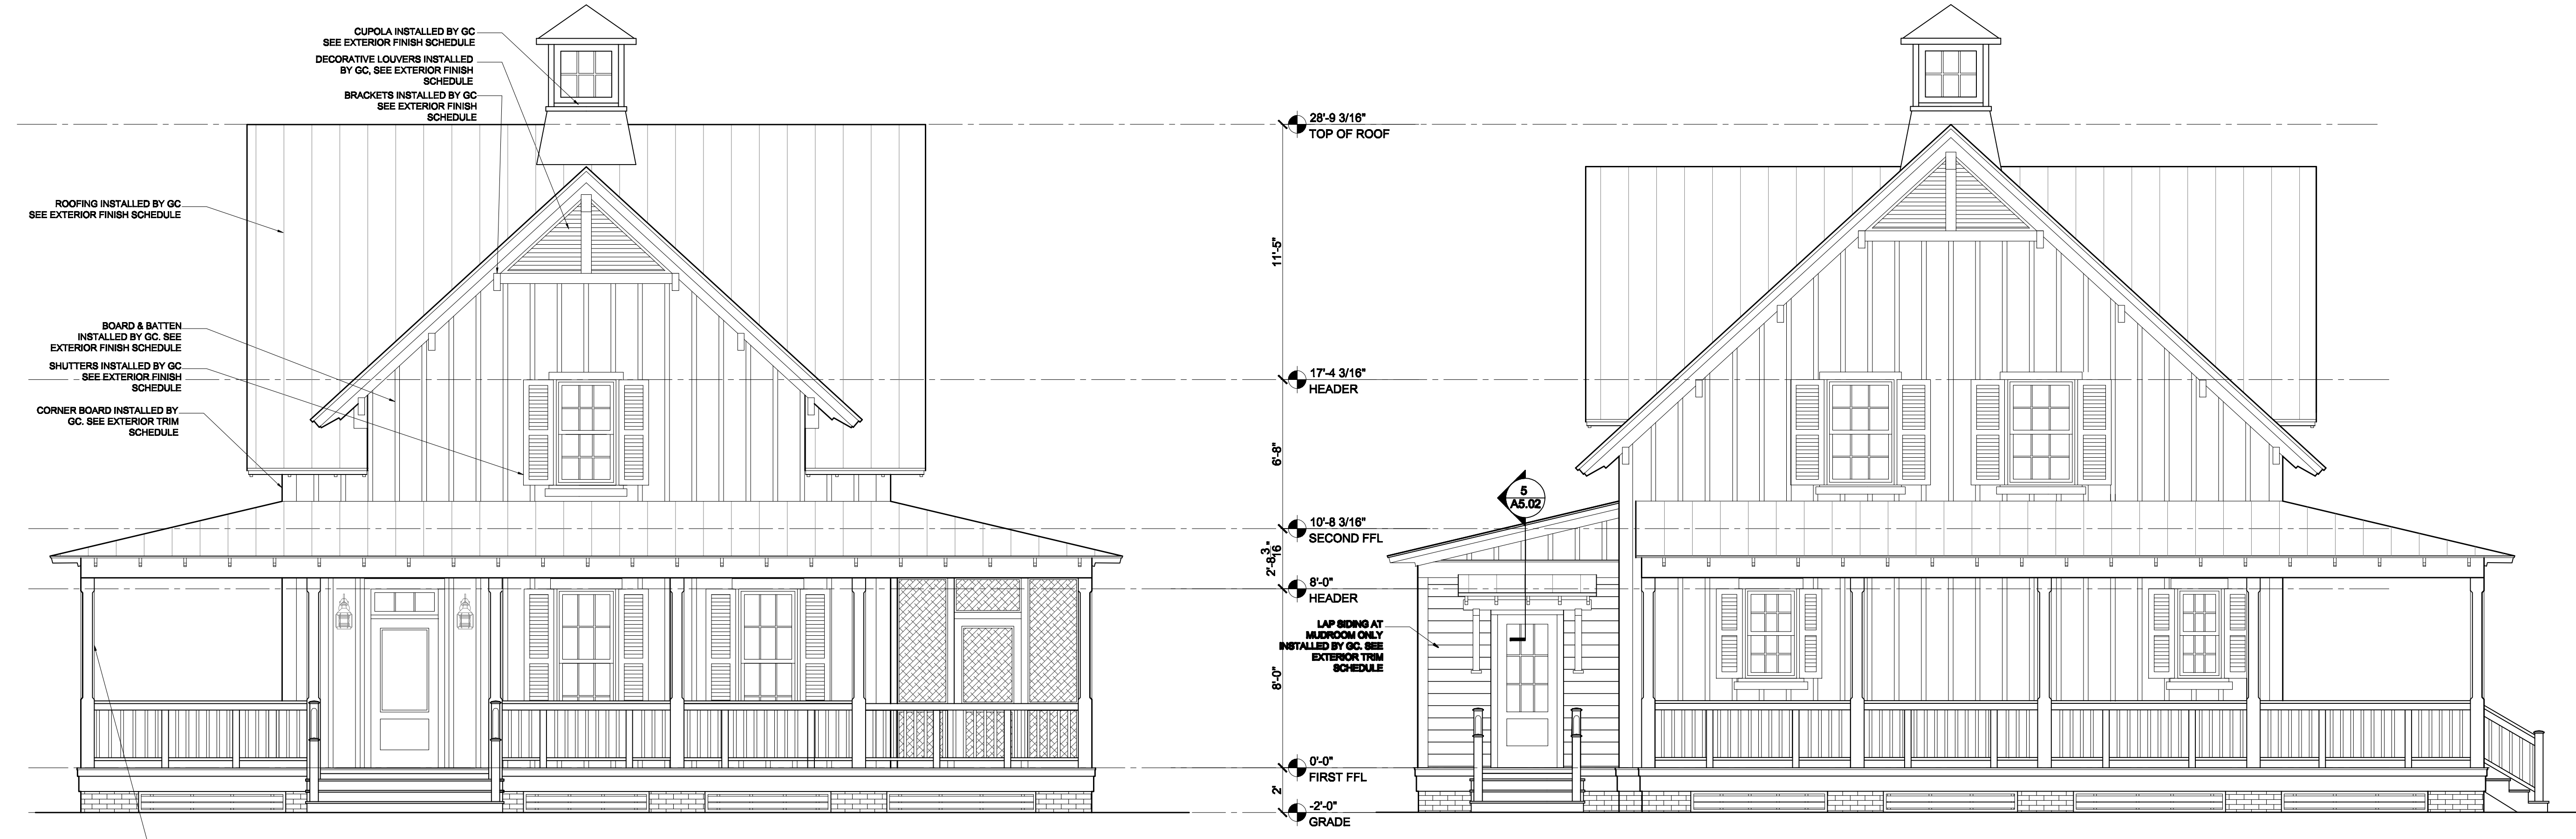 CUPOLA INSTALLED BY GC
SEE EXTERIOR FINISH SCHEDULE
DECORATIVE LOUVERS INSTALLED
BY GC, SEE EXTERIOR FINISH
SCHEDULE
BRACKETS INSTALLED BY GC
SEE EXTERIOR FINISH
SCHEDULE
ROOFING INSTALLED BY GC
SEE EXTERIOR FINISH SCHEDULE
BOARD & BATTEN
INSTALLED BY GC. SEE
EXTERIOR FINISH SCHEDULE
SHUTTERS INSTALLED BY GC
SEE EXTERIOR FINISH
SCHEDULE
CORNER BOARD INSTALLED BY
GC. SEE EXTERIOR TRIM
SCHEDULE
28'-9 3/16"
TOP OF ROOF
11'-5"
17'-4 3/16"
HEADER
6'-8"
10'-8 3/16"
SECOND FFL
2'-8 3/16"
8'-0"
HEADER
8'-0"
0'-0"
FIRST FFL
2'
-2'-0"
GRADE
5
A5.02
LAP SIDING AT
MUDROOM ONLY
INSTALLED BY GC. SEE
EXTERIOR TRIM
SCHEDULE